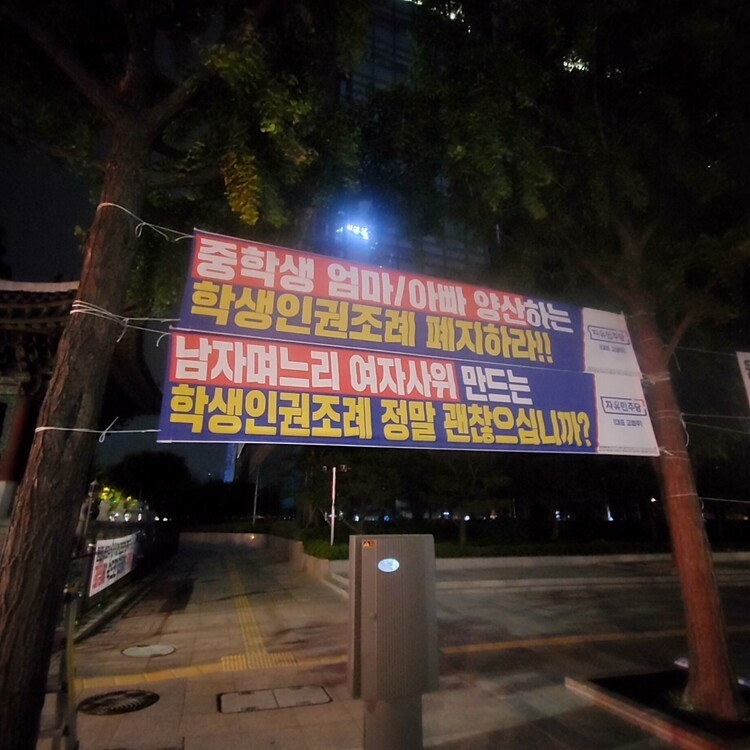 중학생 엄마/아빠 양산하는
학생인권조례 폐지하라!!
자유민주당
남자며느리 여자사위 만드는
학생인권조례 정말 괜찮으십니까?
자유민주당